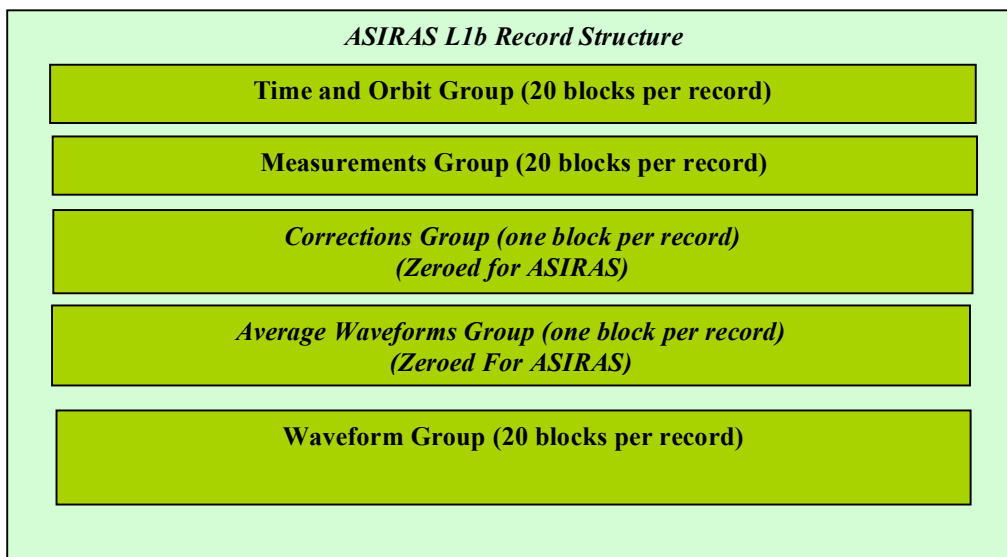 ASIRAS L1b Record Structure
Time and Orbit Group (20 blocks per record)
Measurements Group (20 blocks per record)
Corrections Group (one block per record)
(Zeroed for ASIRAS)
Average Waveforms Group (one block per record)
(Zeroed For ASIRAS)
Waveform Group (20 blocks per record)